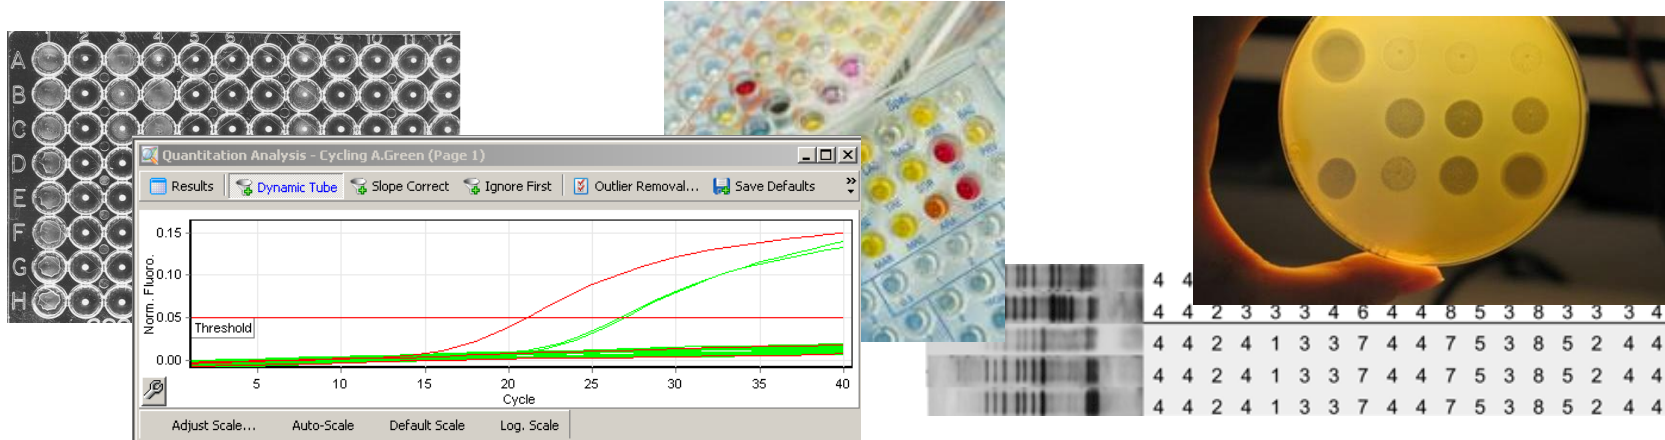 1 2 3 4 5 6 7 8 9 10 11 12
A
B
C
D
E
F
G
H
Quantitation Analysis - Cycling A.Green (Page 1)
Results Dynamic Tube Slope Correct Ignore First Outlier Removal... Save Defaults »
0.15
0.10
0.05
0.00
Norm. Fluoro.
Threshold
5 10 15 20 25 30 35 40
Cycle
Adjust Scale... Auto-Scale Default Scale Log. Scale
4 4
4 4 2 3 3 3 4 6 4 4 8 5 3 8 3 3 3 4
4 4 2 4 1 3 3 7 4 4 7 5 3 8 5 2 4 4
4 4 2 4 1 3 3 7 4 4 7 5 3 8 5 2 4 4
4 4 2 4 1 3 3 7 4 4 7 5 3 8 5 2 4 4